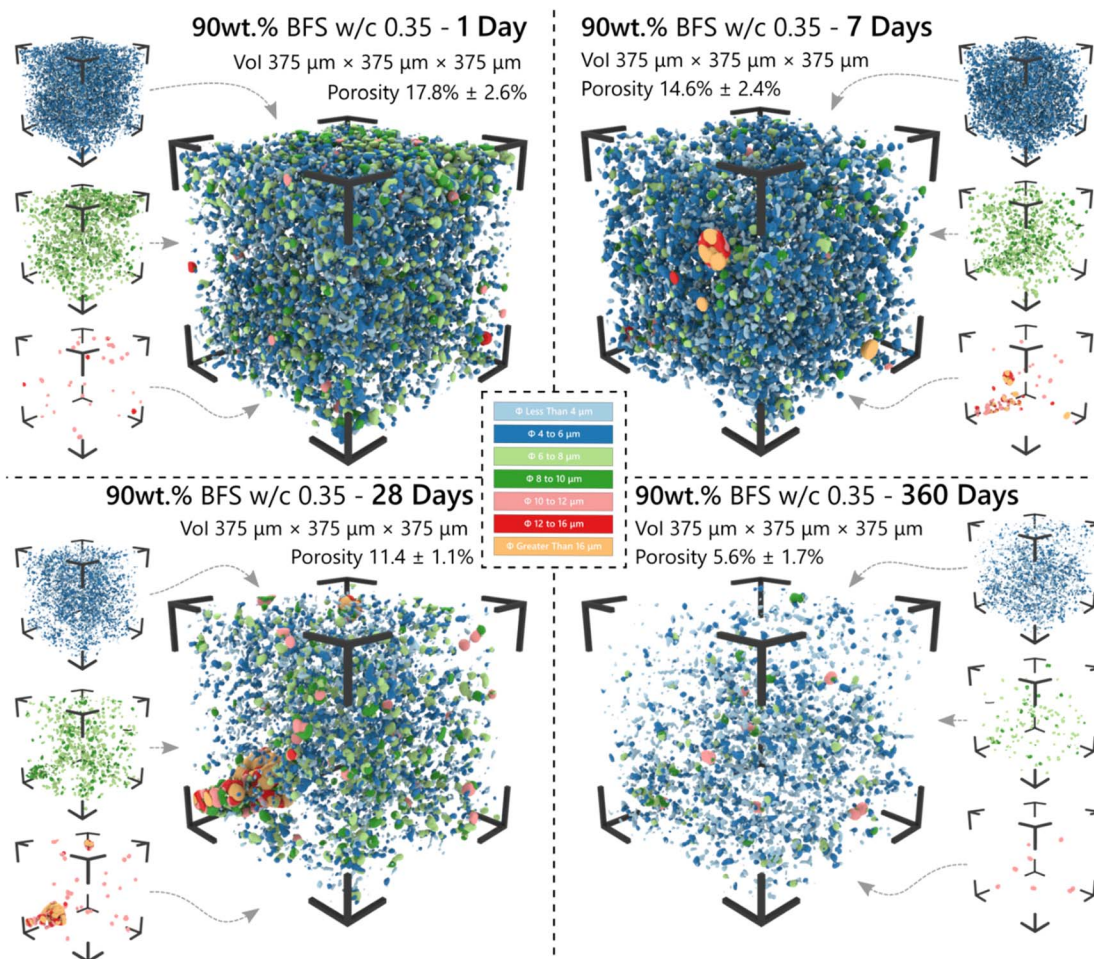 90wt.% BFS w/c 0.35 - 1 Day
Vol 375 µm × 375 µm × 375 µm
Porosity 17.8% ± 2.6%
90wt.% BFS w/c 0.35 - 7 Days
Vol 375 µm × 375 µm × 375 µm
Porosity 14.6% ± 2.4%
Φ Less Than 4 µm
Φ 4 to 6 µm
Φ 6 to 8 µm
Φ 8 to 10 µm
Φ 10 to 12 µm
Φ 12 to 16 µm
Φ Greater Than 16 µm
90wt.% BFS w/c 0.35 - 28 Days
Vol 375 µm × 375 µm × 375 µm
Porosity 11.4 ± 1.1%
90wt.% BFS w/c 0.35 - 360 Days
Vol 375 µm × 375 µm × 375 µm
Porosity 5.6% ± 1.7%